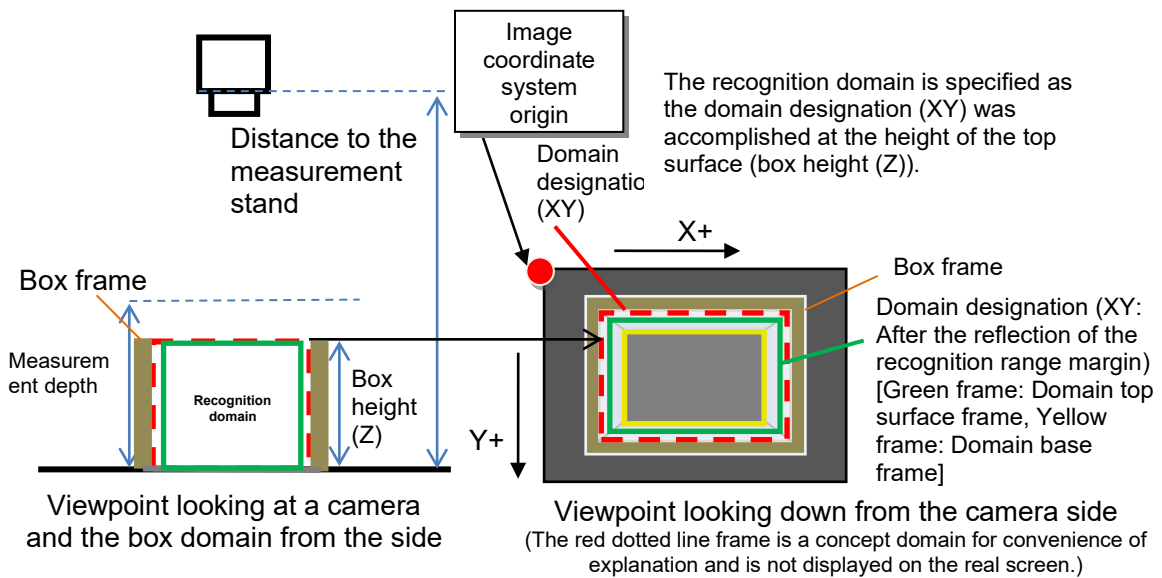 Image
coordinate
system
origin
The recognition domain is specified as
the domain designation (XY) was
accomplished at the height of the top
surface (box height (Z)).
Distance to the
measurement
stand
Domain
designatio
(XY)
X+
Box frame
Box frame
Domain designation (XY:
After the reflection of the
recognition range margin)
[Green frame: Domain top
surface frame, Yellow
frame: Domain base
frame]
Measurem
ent depth
Recognition
domain
Box
height
(Z)
Y+
Viewpoint looking at a camera
and the box domain from the side
Viewpoint looking down from the camera side
(The red dotted line frame is a concept domain for convenience of
explanation and is not displayed on the real screen.)